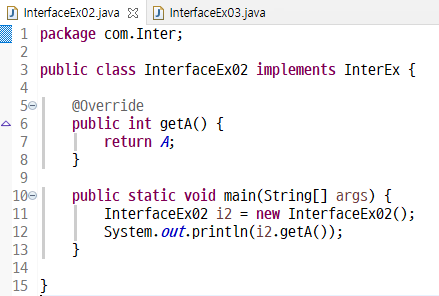 InterfaceEx02.java InterfaceEx03.java
1 package com.Inter;
2
3 public class InterfaceEx02 implements InterEx {
4
5 @Override
6 public int getA() {
7 return A;
8 }
9
10 public static void main(String[] args) {
11 InterfaceEx02 i2 = new InterfaceEx02();
12 System.out.println(i2.getA());
13 }
14
15 }